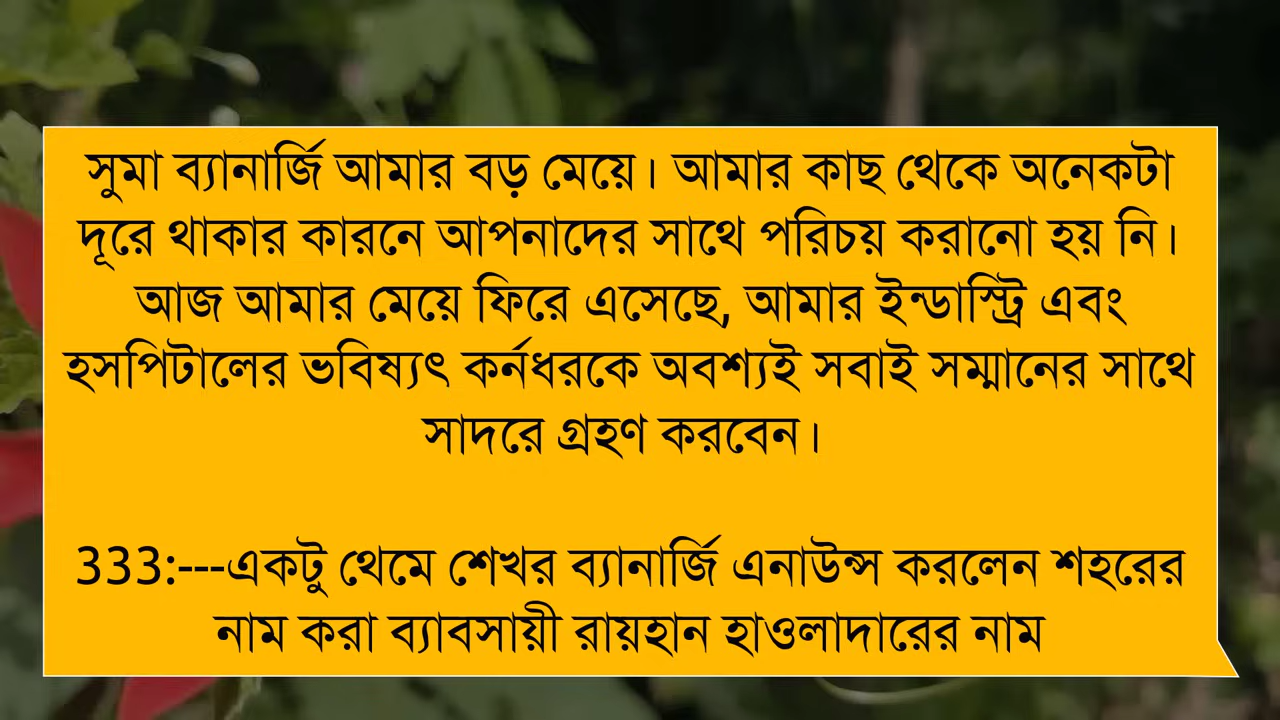 সুমা ব্যানার্জি আমার বড় মেয়ে। আমার কাছ থেকে অনেকটা
দূরে থাকার কারনে আপনাদের সাথে পরিচয় করানো হয় নি।
আজ আমার মেয়ে ফিরে এসেছে, আমার ইন্ডাস্ট্রি এবং
হসপিটালের ভবিষ্যৎ কর্নধরকে অবশ্যই সবাই সম্মানের সাথে
সাদরে গ্রহণ করবেন।
333:---একটু থেমে শেখর ব্যানার্জি এনাউন্স করলেন শহরের
নাম করা ব্যাবসায়ী রায়হান হাওলাদারের নাম